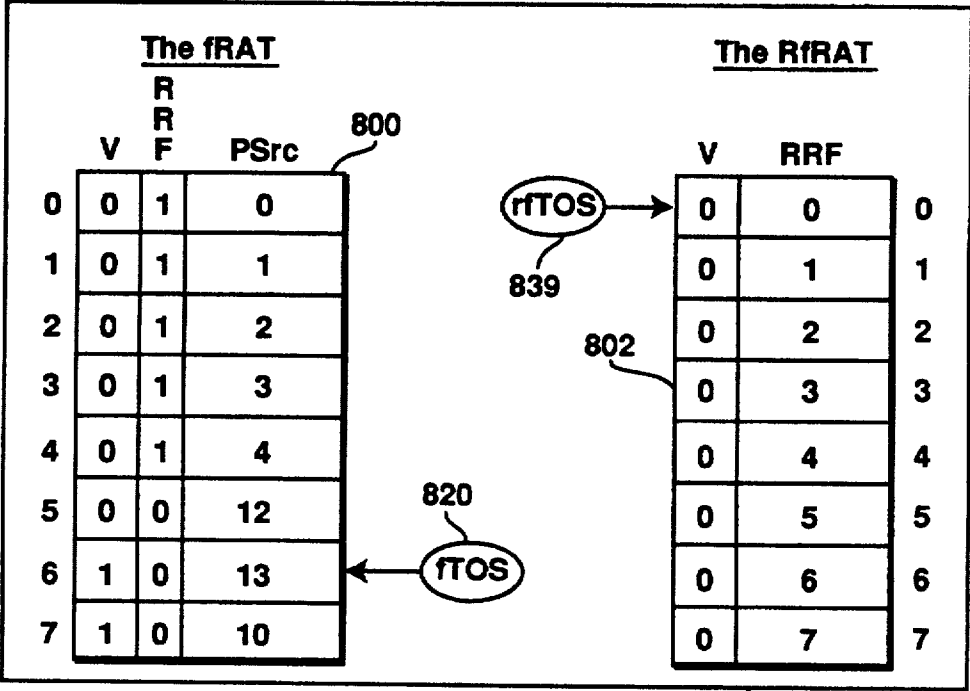 The fRAT
The RfRAT
R
R
V F PSrc
800
V RRF
0 0 1 0
rfTOS
0 0 0
1 0 1 1
839
0 1 1
2 0 1 2
802
0 2 2
3 0 1 3
0 3 3
4 0 1 4
0 4 4
5 0 0 12
820
0 5 5
6 1 0 13
fTOS
0 6 6
7 1 0 10
0 7 7